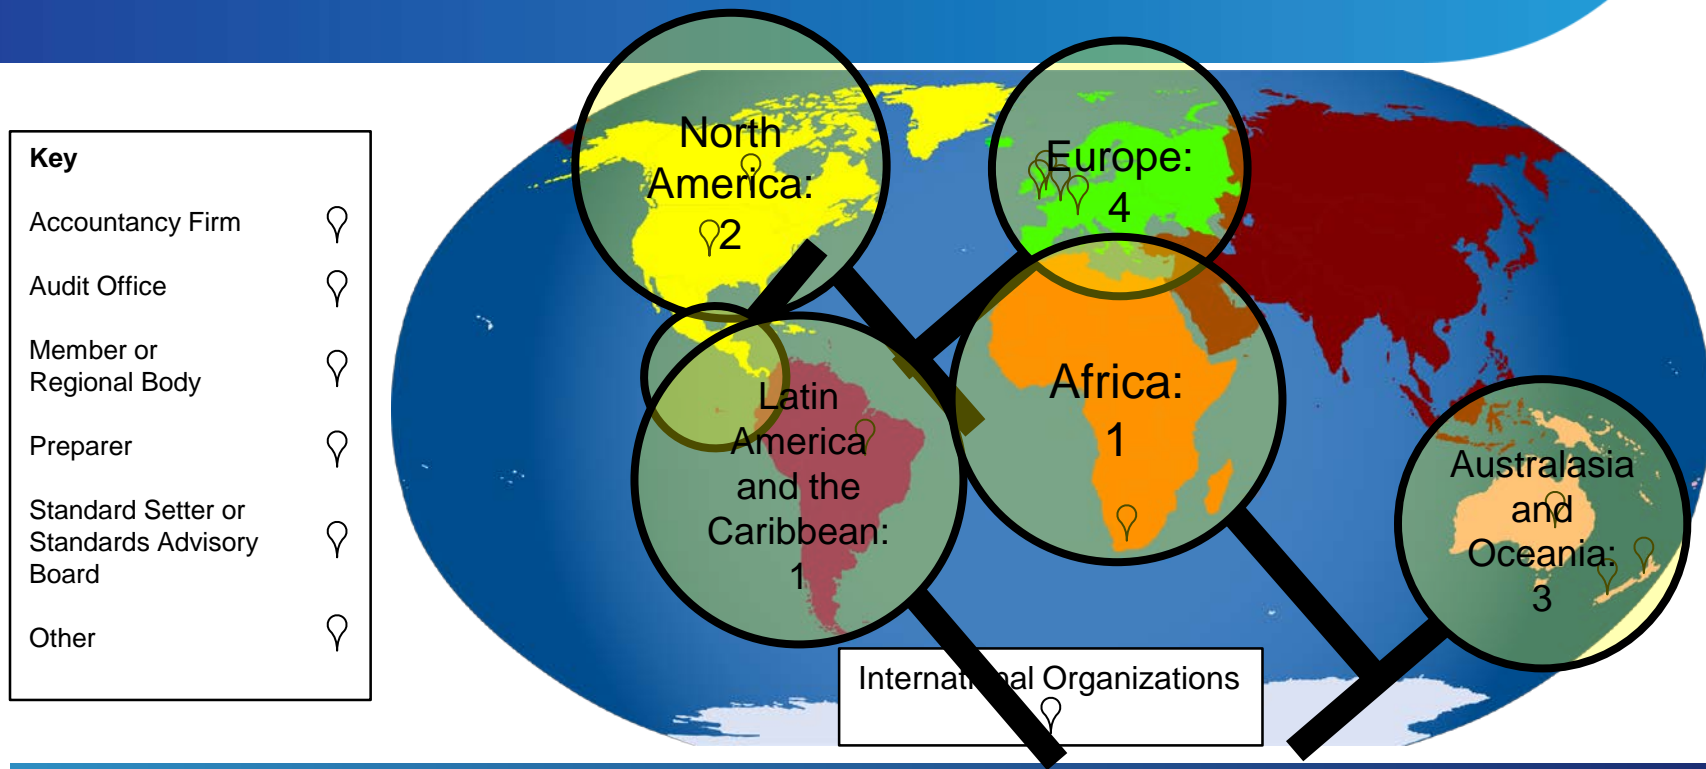 Key
Accountancy Firm
Audit Office
Member or
Regional Body
Preparer
Standard Setter or
Standards Advisory
Board
Other
North
America:
2
Europe:
4
Latin
America
and the
Caribbean:
1
Africa:
1
Australasia
and
Oceania:
3
International Organizations